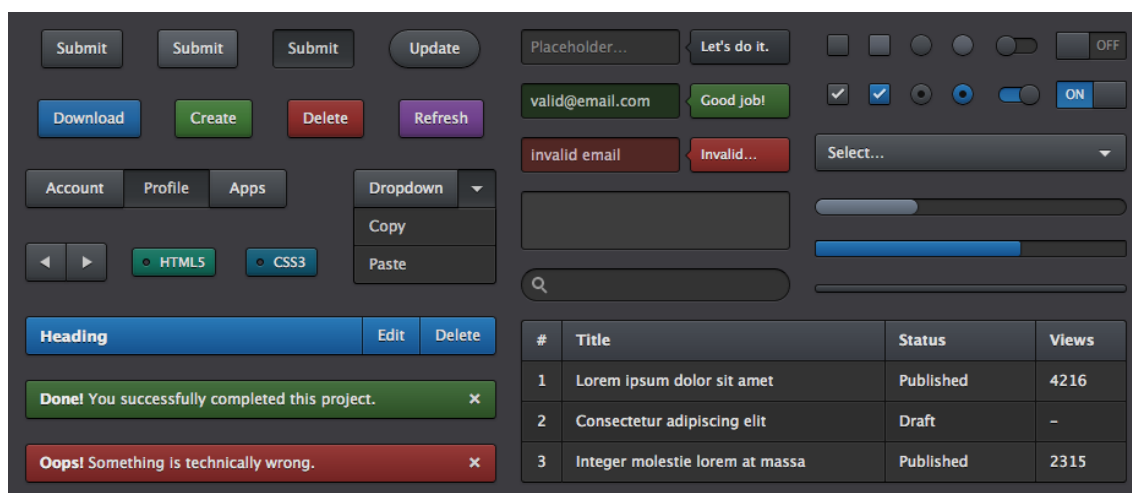 Submit Submit Submit Update
Download Create Delete Refresh
Account Profile Apps
Dropdown
Copy
Paste
HTML5 CSS3
Heading Edit Delete
Done! You successfully completed this project. ×
Oops! Something is technically wrong. ×
Placeholder... Let's do it.
valid@email.com Good job!
invalid email Invalid...
OFF
ON
Select...
# Title Status Views
1 Lorem ipsum dolor sit amet Published 4216
2 Consectetur adipiscing elit Draft –
3 Integer molestie lorem at massa Published 2315